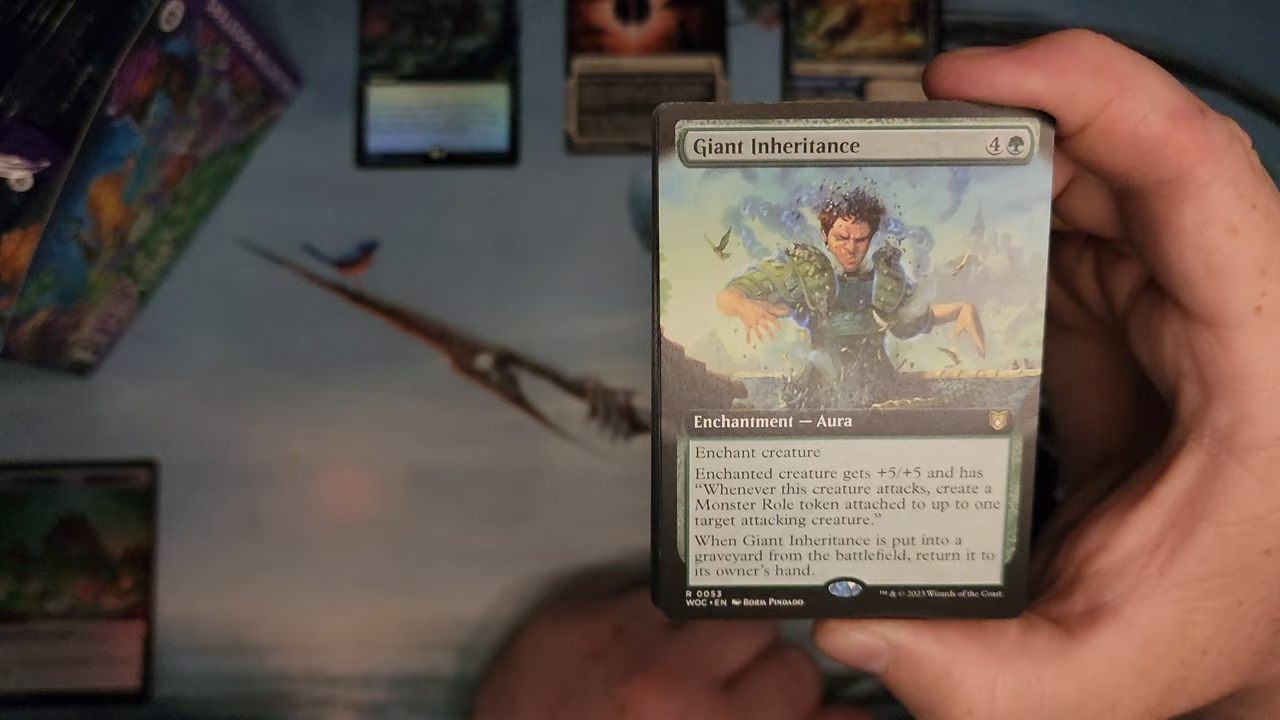 Giant Inheritance 4
Enchantment — Aura
Enchant creature
Enchanted creature gets +5/+5 and has
“Whenever this creature attacks, create a
Monster Role token attached to up to one
target attacking creature.”
When Giant Inheritance is put into a
graveyard from the battlefield, return it to
its owner’s hand.
R 0053
WOC • EN Borja Pindado
™ & © 2023 Wizards of the Coast